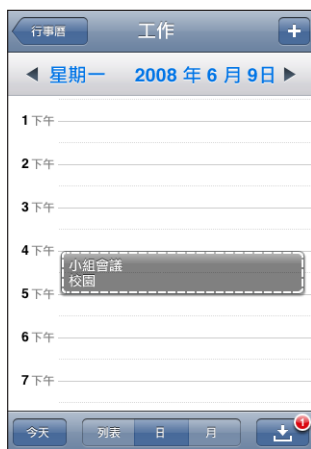 行事曆 工作 +
星期一 2008 年 6 月 9日
1 下午
2 下午
3 下午
4 下午
小組會議
校園
5 下午
6 下午
7 下午
今天 列表 日 月 1